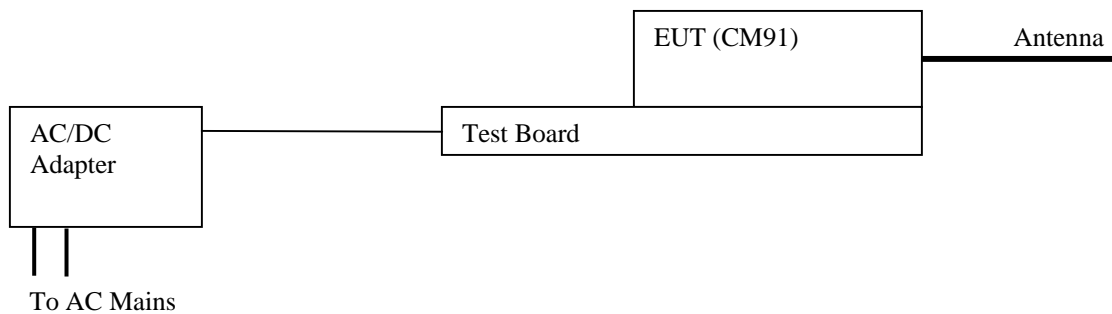 EUT (CM91)
Antenna
AC/DC
Adapter
Test Board
To AC Mains